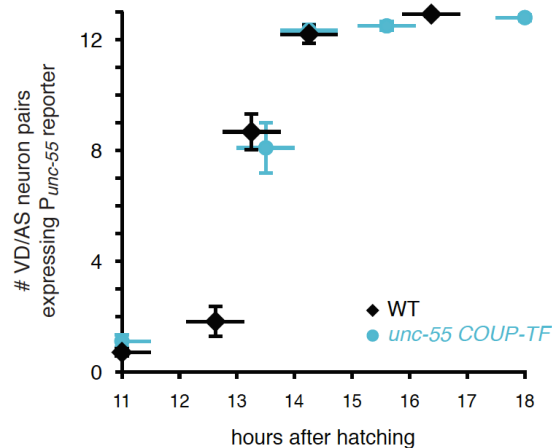 # VD/AS neuron pairs
expressing Punc-55 reporter
12
8
4
0
11 12 13 14 15 16 17 18
hours after hatching
WT
unc-55 COUP-TF